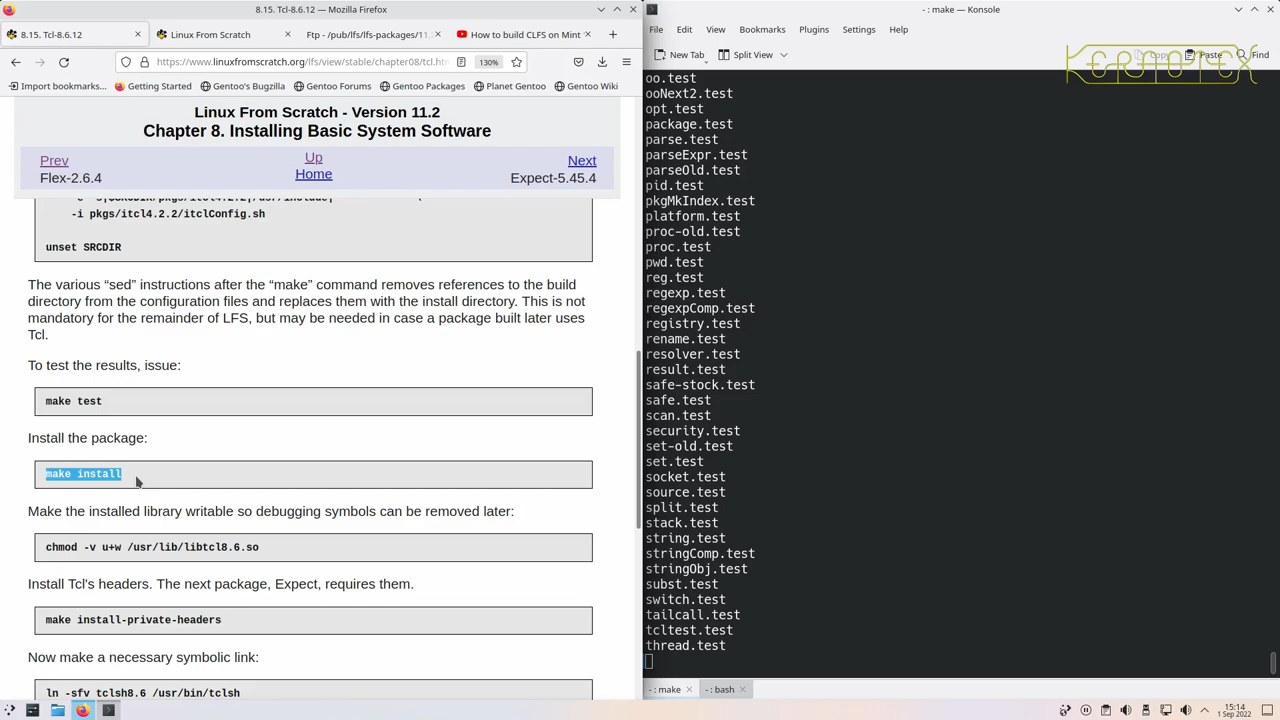 8.15. Tcl-8.6.12 — Mozilla Firefox
8.15. Tcl-8.6.12
Linux From Scratch
Ftp - /pub/lfs/lfs-packages/11.
How to build CLFS on Mint
https://www.linuxfromscratch.org/lfs/view/stable/chapter08/tcl.ht
Import bookmarks...
Getting Started
Gentoo's Bugzilla
Gentoo Forums
Gentoo Packages
Planet Gentoo
Gentoo Wiki
Linux From Scratch - Version 11.2
Chapter 8. Installing Basic System Software
Prev
Up
Next
Flex-2.6.4
Home
Expect-5.45.4
-i pkgs/itcl4.2.2/itclConfig.sh
unset SRCDIR
The various “sed” instructions after the “make” command removes references to the build
directory from the configuration files and replaces them with the install directory. This is not
mandatory for the remainder of LFS, but may be needed in case a package built later uses
Tcl.
To test the results, issue:
make test
Install the package:
make install
Make the installed library writable so debugging symbols can be removed later:
chmod -v u+w /usr/lib/libtcl8.6.so
Install Tcl's headers. The next package, Expect, requires them.
make install-private-headers
Now make a necessary symbolic link:
ln -sfv tclsh8.6 /usr/bin/tclsh
- : make — Konsole
File Edit View Bookmarks Plugins Settings Help
New Tab
Split View
Copy
Paste
Find
KERAPLEX
oo.test
ooNext2.test
opt.test
package.test
parse.test
parseExpr.test
parseOld.test
pid.test
pkgMkIndex.test
platform.test
proc-old.test
proc.test
pwd.test
reg.test
regexp.test
regexpComp.test
registry.test
rename.test
resolver.test
result.test
safe-stock.test
safe.test
scan.test
security.test
set-old.test
set.test
socket.test
source.test
split.test
stack.test
string.test
stringComp.test
stringObj.test
subst.test
switch.test
tailcall.test
tcltest.test
thread.test
- : make
- : bash
15:14
1 Sep 2022